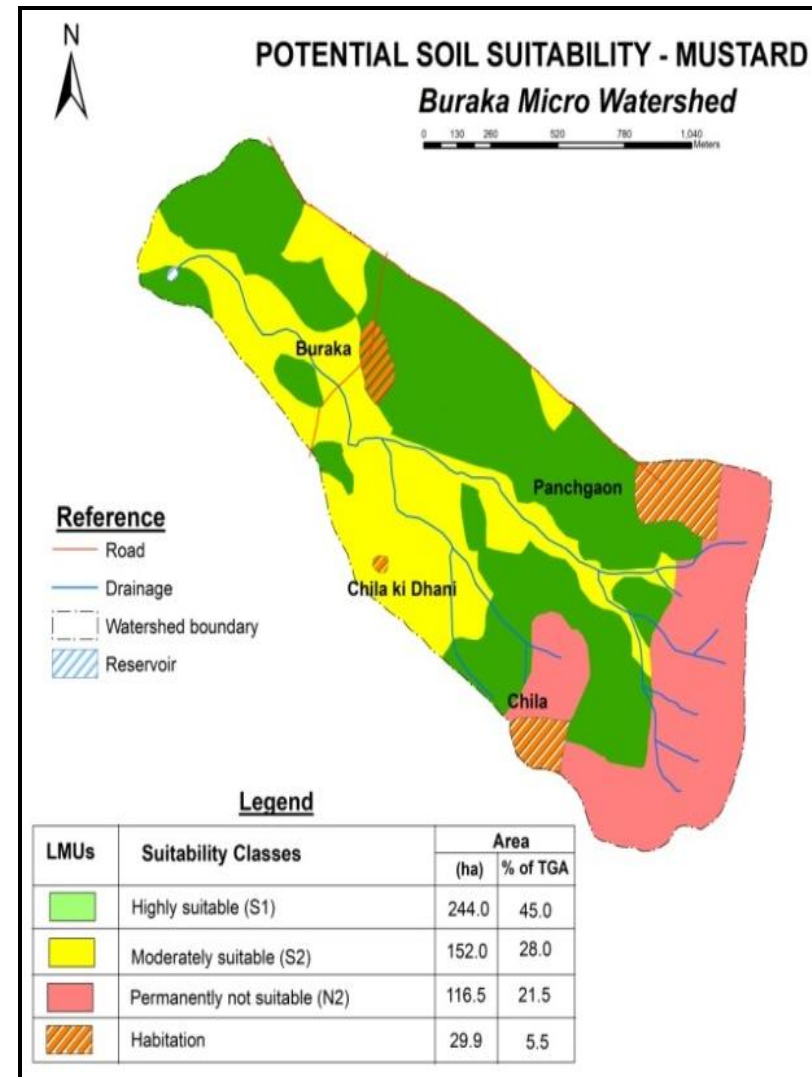 N
POTENTIAL SOIL SUITABILITY - MUSTARD
Buraka Micro Watershed
0 130 260 520 780 1,040
Meters
Buraka
Panchgaon
Chila ki Dhani
Chila
Reference
Road
Drainage
Watershed boundary
Reservoir
Legend
LMUs Suitability Classes Area
(ha) % of TGA
Highly suitable (S1) 244.0 45.0
Moderately suitable (S2) 152.0 28.0
Permanently not suitable (N2) 116.5 21.5
Habitation 29.9 5.5